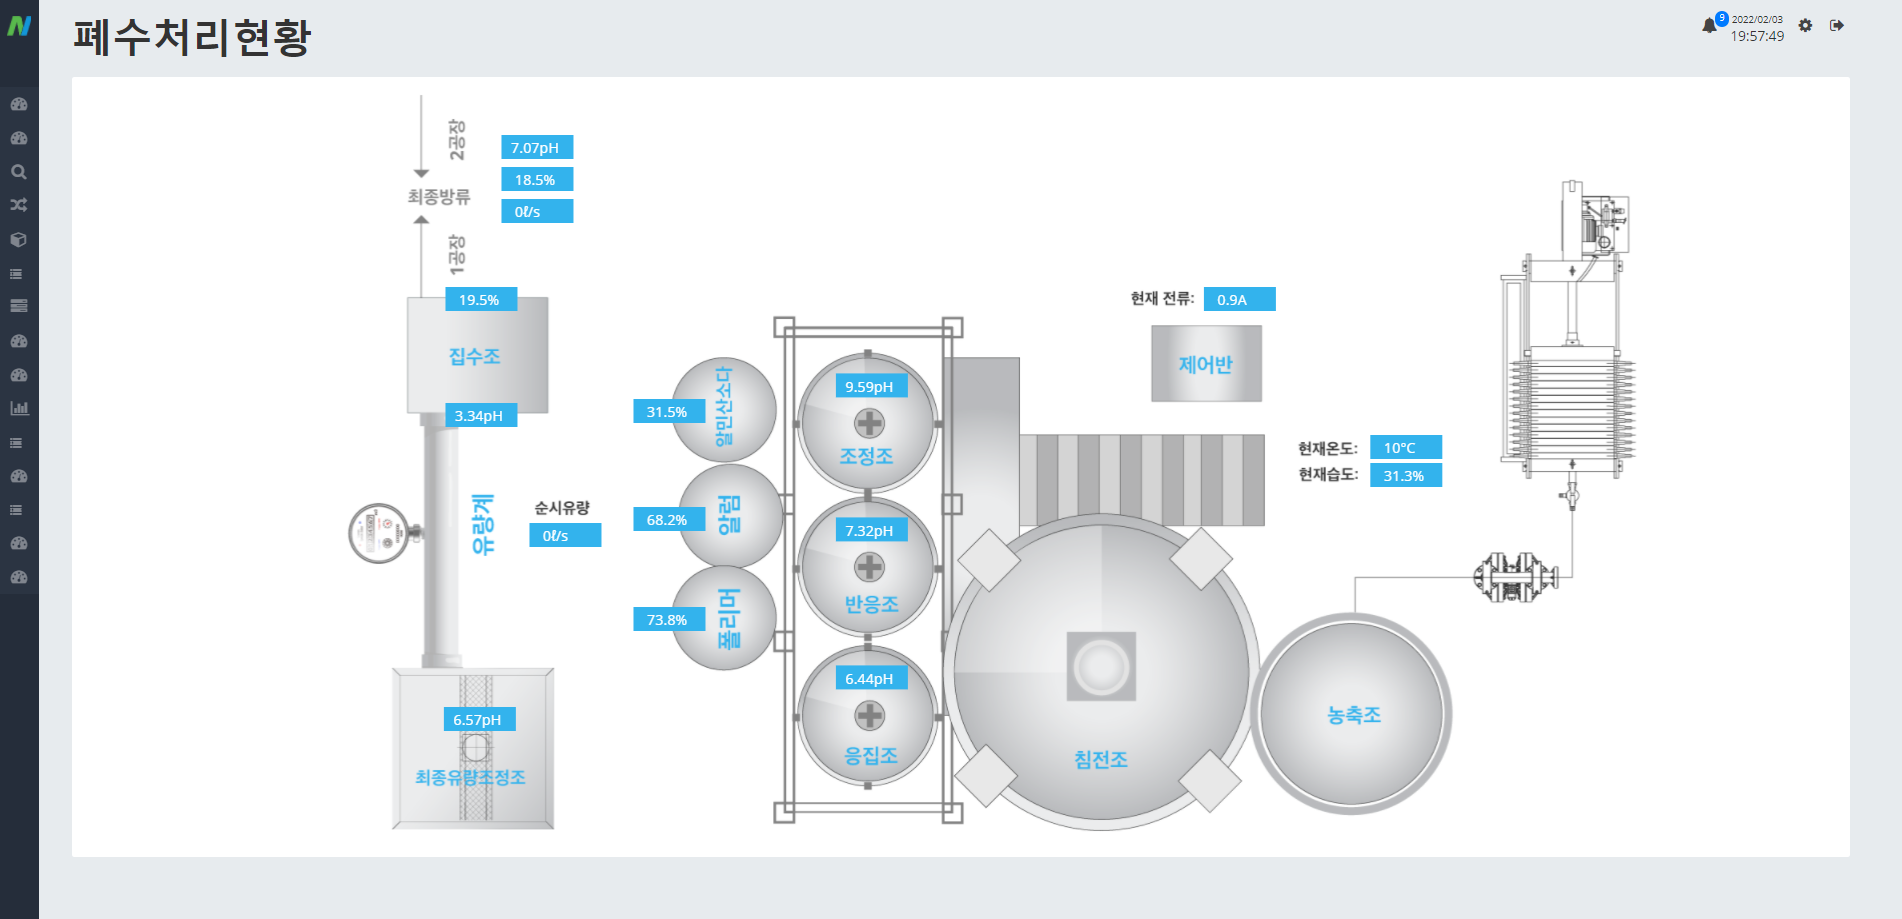 폐수처리현황
9
2022/02/03
19:57:49
2공장
7.07pH
18.5%
최종방류
0ℓ/s
1공장
19.5%
집수조
3.34pH
유량계
순시유량
0ℓ/s
6.57pH
최종유량조정조
알민산소다
31.5%
알럼
68.2%
폴리머
73.8%
9.59pH
조정조
7.32pH
반응조
6.44pH
응집조
현재 전류:
0.9A
제어반
현재온도:
10°C
현재습도:
31.3%
침전조
농축조